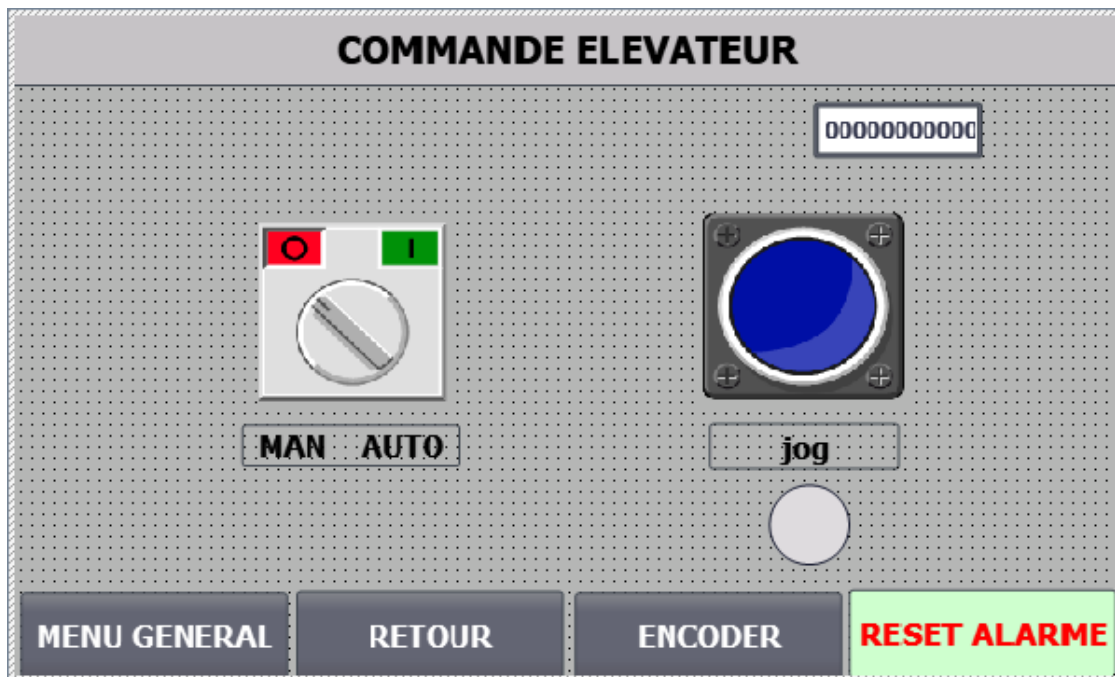 COMMANDE ELEVATEUR
00000000000
O I
MAN AUTO
jog
MENU GENERAL RETOUR ENCODER RESET ALARME